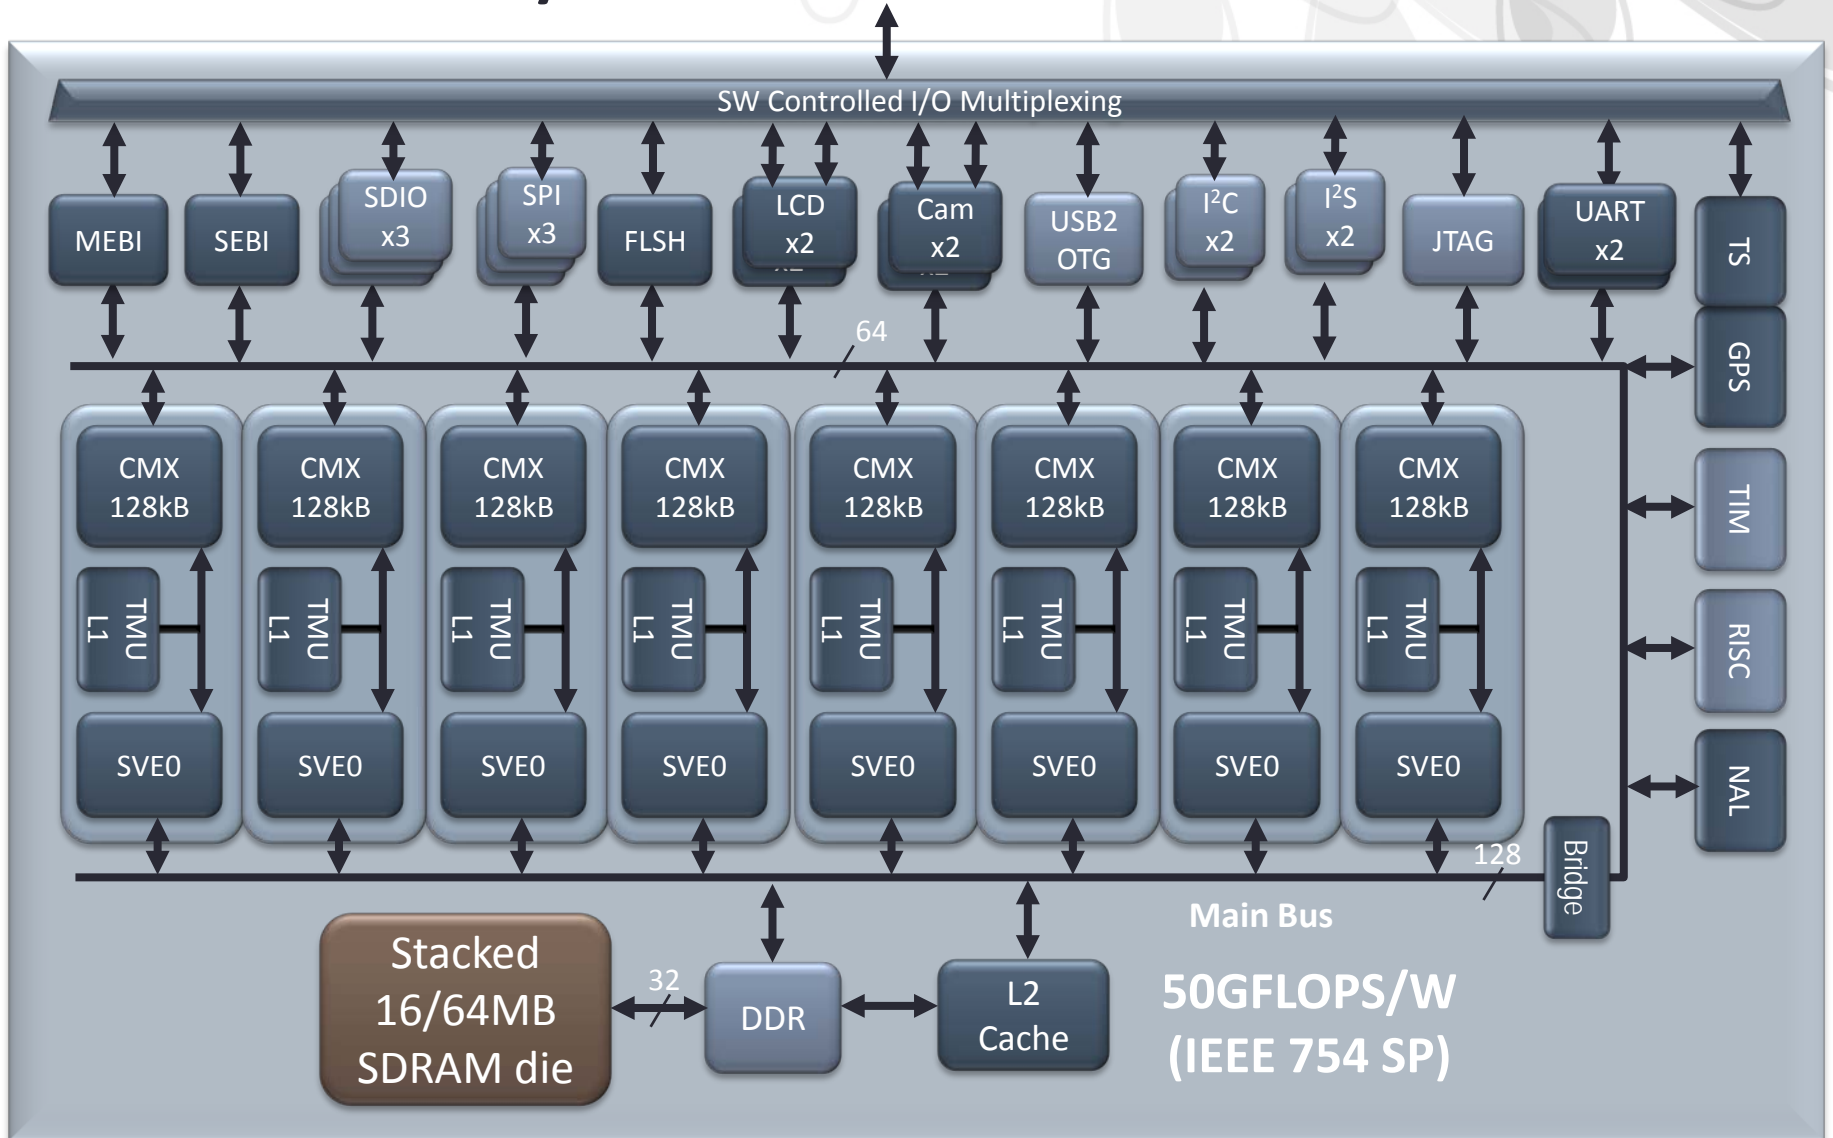 SW Controlled I/O Multiplexing
MEBI
SEBI
SDIO
x3
SPI
x3
FLSH
LCD
x2
x2
Cam
x2
x2
USB2
OTG
I²C
x2
I²S
x2
JTAG
UART
x2
TS
GPS
TIM
RISC
NAL
64
CMX
128kB
CMX
128kB
CMX
128kB
CMX
128kB
CMX
128kB
CMX
128kB
CMX
128kB
CMX
128kB
TMU
L1
TMU
L1
TMU
L1
TMU
L1
TMU
L1
TMU
L1
TMU
L1
TMU
L1
SVE0
SVE0
SVE0
SVE0
SVE0
SVE0
SVE0
SVE0
128
Bridge
Main Bus
Stacked
16/64MB
SDRAM die
32
DDR
L2
Cache
50GFLOPS/W
(IEEE 754 SP)